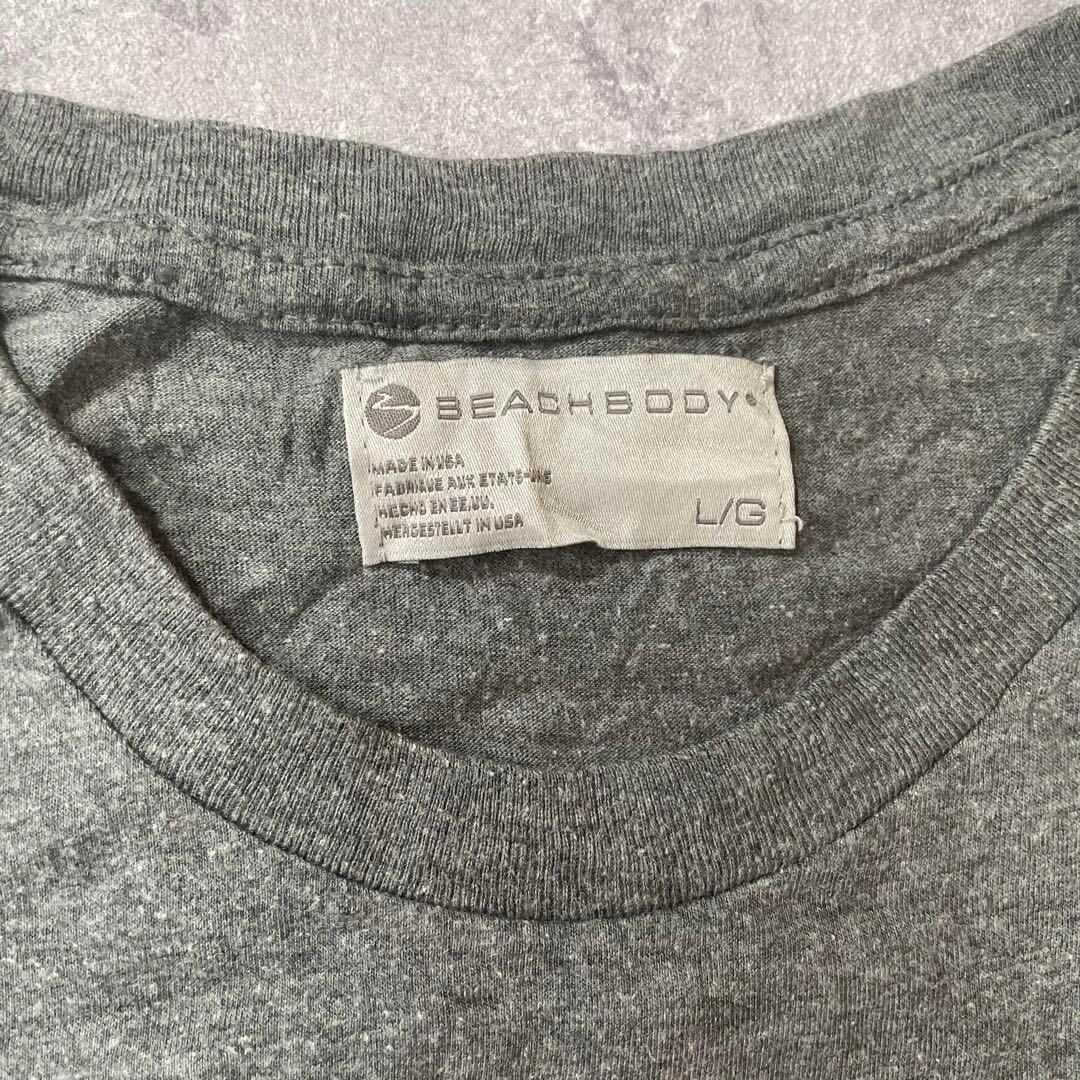 BEACHBODY®
MADE IN USA
FABRIQUE AUX ETATS-UNIS
HECHO EN EE.UU.
HERGESTELLT IN USA
L/G